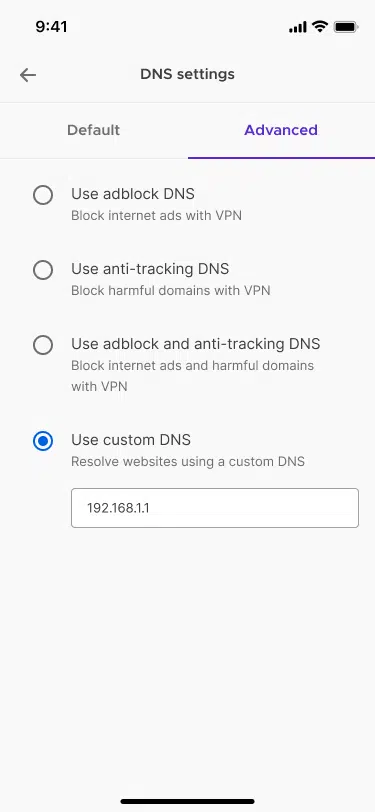 9:41
DNS settings
Default
Advanced
Use adblock DNS
Block internet ads with VPN
Use anti-tracking DNS
Block harmful domains with VPN
Use adblock and anti-tracking DNS
Block internet ads and harmful domains
with VPN
Use custom DNS
Resolve websites using a custom DNS
192.168.1.1